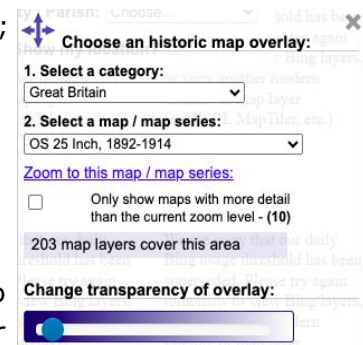 Choose an historic map overlay:
1. Select a category:
Great Britain
2. Select a map / map series:
OS 25 Inch, 1892-1914
Zoom to this map / map series:
Only show maps with more detail
than the current zoom level - (10)
203 map layers cover this area
Change transparency of overlay: